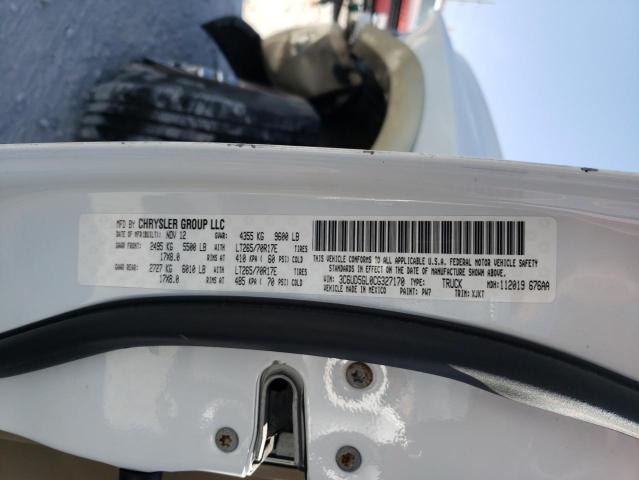 MFD BY CHRYSLER GROUP LLC
DATE OF MFR(BUILT): NOV 12 GVWR: 4355 KG 9600 LB
GAWR FRONT: 2495 KG 5500 LB WITH LT265/70R17E TIRES
17X8.0 RIMS AT 410 KPA ( 60 PSI) COLD
GAWR REAR: 2727 KG 6010 LB WITH LT265/70R17E TIRES
17X8.0 RIMS AT 485 KPA ( 70 PSI) COLD
THIS VEHICLE CONFORMS TO ALL APPLICABLE U.S.A. FEDERAL MOTOR VEHICLE SAFETY
STANDARDS IN EFFECT ON THE DATE OF MANUFACTURE SHOWN ABOVE.
VIN: 3C6UD5GL0CG327170 TYPE: TRUCK MDH: 112019 676AA
VEHICLE MADE IN MEXICO PAINT: PW7 TRIM: XJKT